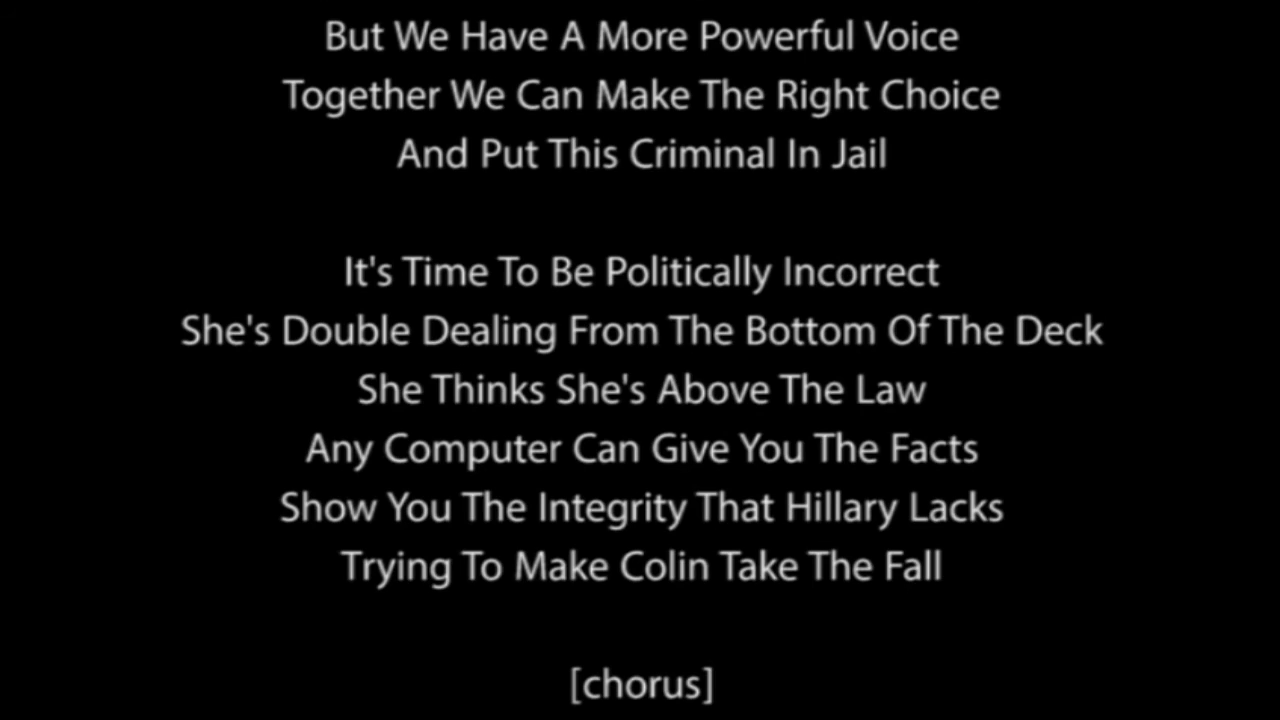 But We Have A More Powerful Voice
Together We Can Make The Right Choice
And Put This Criminal In Jail
It's Time To Be Politically Incorrect
She's Double Dealing From The Bottom Of The Deck
She Thinks She's Above The Law
Any Computer Can Give You The Facts
Show You The Integrity That Hillary Lacks
Trying To Make Colin Take The Fall
[chorus]